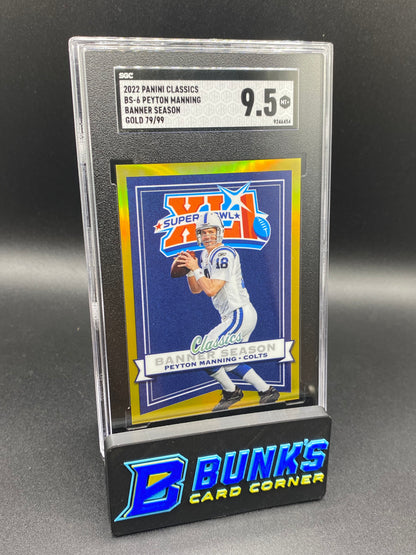 SGC
2022 PANINI CLASSICS
BS-6 PEYTON MANNING
BANNER SEASON
GOLD 79/99
9.5 MT+
9266656
SUPER BOWL
XLI
18
Classics
BANNER SEASON
PEYTON MANNING • COLTS
B BUNK'S
CARD CORNER